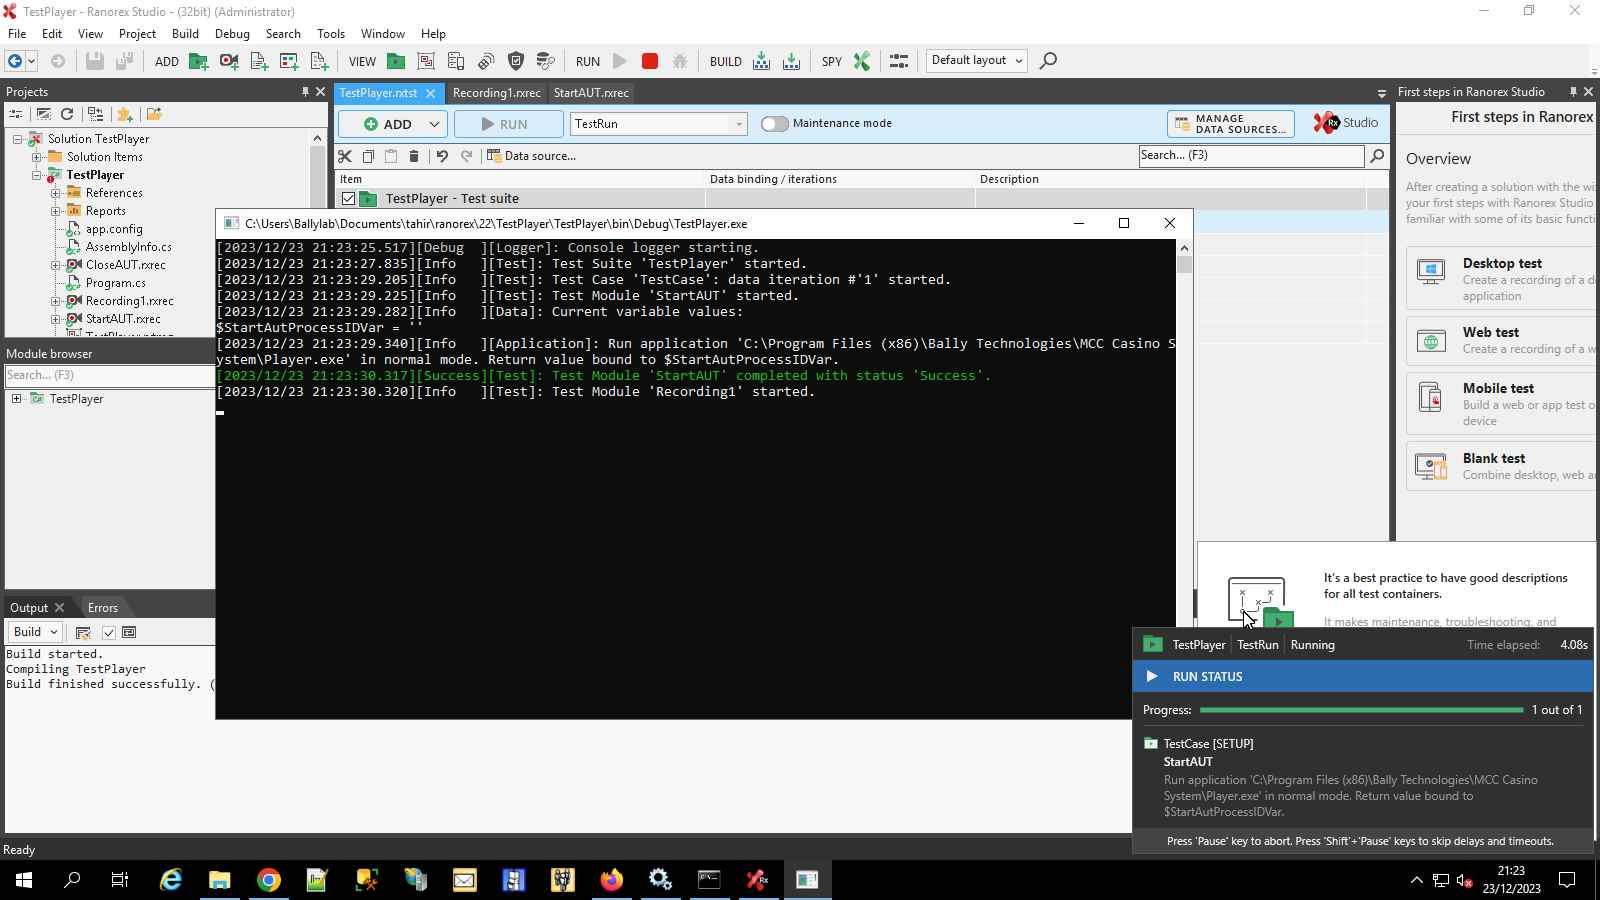 TestPlayer - Ranorex Studio - (32bit) (Administrator)
File Edit View Project Build Debug Search Tools Window Help
ADD VIEW RUN BUILD SPY Default layout
Projects
TestPlayer.rxtst Recording1.rxrec StartAUT.rxrec
First steps in Ranorex Studio
ADD RUN TestRun Maintenance mode MANAGE DATA SOURCES... Rx Studio
First steps in Ranorex
Data source... Search... (F3)
Item Data binding / iterations Description
TestPlayer - Test suite
Solution TestPlayer
Solution Items
TestPlayer
References
Reports
app.config
AssemblyInfo.cs
CloseAUT.rxrec
Program.cs
Recording1.rxrec
StartAUT.rxrec
Module browser
Search... (F3)
TestPlayer
C:\Users\Ballylab\Documents\tahir\ranorex\22\TestPlayer\TestPlayer\bin\Debug\TestPlayer.exe
[2023/12/23 21:23:25.517][Debug  ][Logger]: Console logger starting.
[2023/12/23 21:23:27.835][Info   ][Test]: Test Suite 'TestPlayer' started.
[2023/12/23 21:23:29.205][Info   ][Test]: Test Case 'TestCase': data iteration #'1' started.
[2023/12/23 21:23:29.225][Info   ][Test]: Test Module 'StartAUT' started.
[2023/12/23 21:23:29.282][Info   ][Data]: Current variable values:
$StartAutProcessIDVar = ''
[2023/12/23 21:23:29.340][Info   ][Application]: Run application 'C:\Program Files (x86)\Bally Technologies\MCC Casino S
ystem\Player.exe' in normal mode. Return value bound to $StartAutProcessIDVar.
[2023/12/23 21:23:30.317][Success][Test]: Test Module 'StartAUT' completed with status 'Success'.
[2023/12/23 21:23:30.320][Info   ][Test]: Test Module 'Recording1' started.
Overview
After creating a solution with the wi
your first steps with Ranorex Studio
familiar with some of its basic functi
Desktop test
Create a recording of a d
application
Web test
Create a recording of a w
Mobile test
Build a web or app test o
device
Blank test
Combine desktop, web a
It's a best practice to have good descriptions
for all test containers.
It makes maintenance, troubleshooting, and
Output Errors
Build
Build started.
Compiling TestPlayer
Build finished successfully. (
TestPlayer TestRun Running Time elapsed: 4.08s
RUN STATUS
Progress: 1 out of 1
TestCase [SETUP]
StartAUT
Run application 'C:\Program Files (x86)\Bally Technologies\MCC Casino
System\Player.exe' in normal mode. Return value bound to
$StartAutProcessIDVar.
Press 'Pause' key to abort. Press 'Shift'+'Pause' keys to skip delays and timeouts.
Ready
21:23
23/12/2023